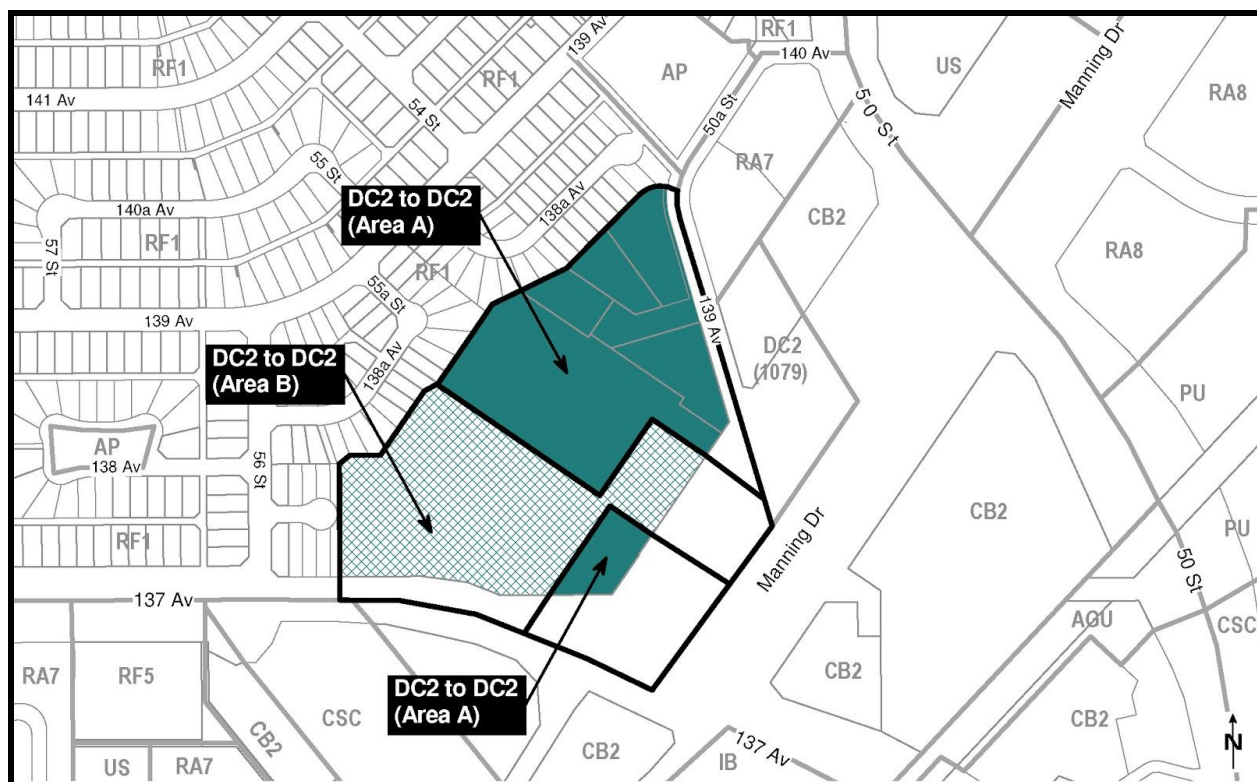 RF1
139 Av
RF1
140 Av
AP
US
Manning Dr
RF1
RA8
141 Av
54 St
50a St
50 St
RA7
55 St
DC2 to DC2
(Area A)
138a Av
140a Av
CB2
RF1
57 St
RA8
RF1
55a St
139 Av
139 Av
DC2 to DC2
(Area B)
DC2
(1079)
138a Av
PU
AP
138 Av
56 St
CB2
RF1
PU
Manning Dr
50 St
137 Av
AGU
CSC
RA7
RF5
CB2
DC2 to DC2
(Area A)
CSC
CB2
CB2
137 Av
CB2
IB
US
RA7
N